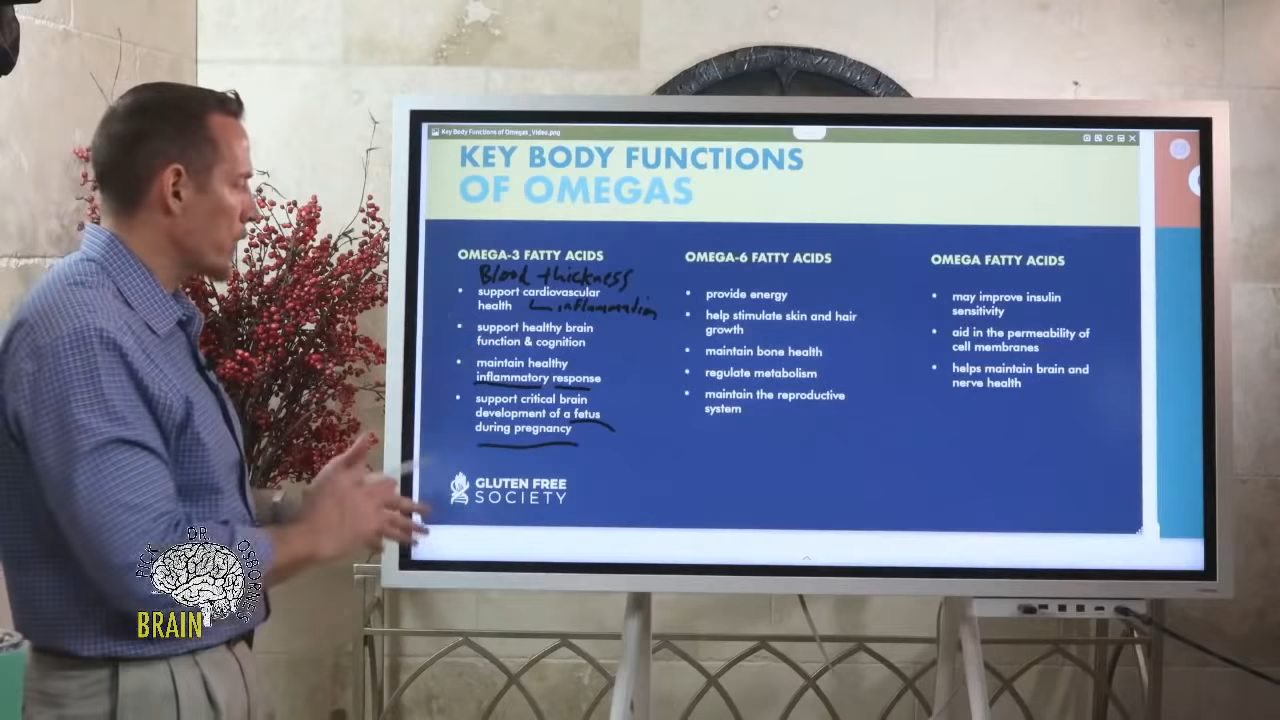 Key Body Functions of Omegas_Video.png
KEY BODY FUNCTIONS
OF OMEGAS
OMEGA-3 FATTY ACIDS
Blood thickness
• support cardiovascular
health
inflammation
• support healthy brain
function & cognition
• maintain healthy
inflammatory response
• support critical brain
development of a fetus
during pregnancy
OMEGA-6 FATTY ACIDS
• provide energy
• help stimulate skin and hair
growth
• maintain bone health
• regulate metabolism
• maintain the reproductive
system
OMEGA FATTY ACIDS
• may improve insulin
sensitivity
• aid in the permeability of
cell membranes
• helps maintain brain and
nerve health
GLUTEN FREE
SOCIETY
PICK DR OSBORNE'S
BRAIN